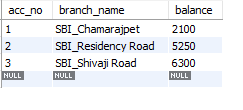 acc_no branch_name balance
1 SBI_Chamarajpet 2100
2 SBI_Residency Road 5250
3 SBI_Shivaji Road 6300
NULL NULL NULL